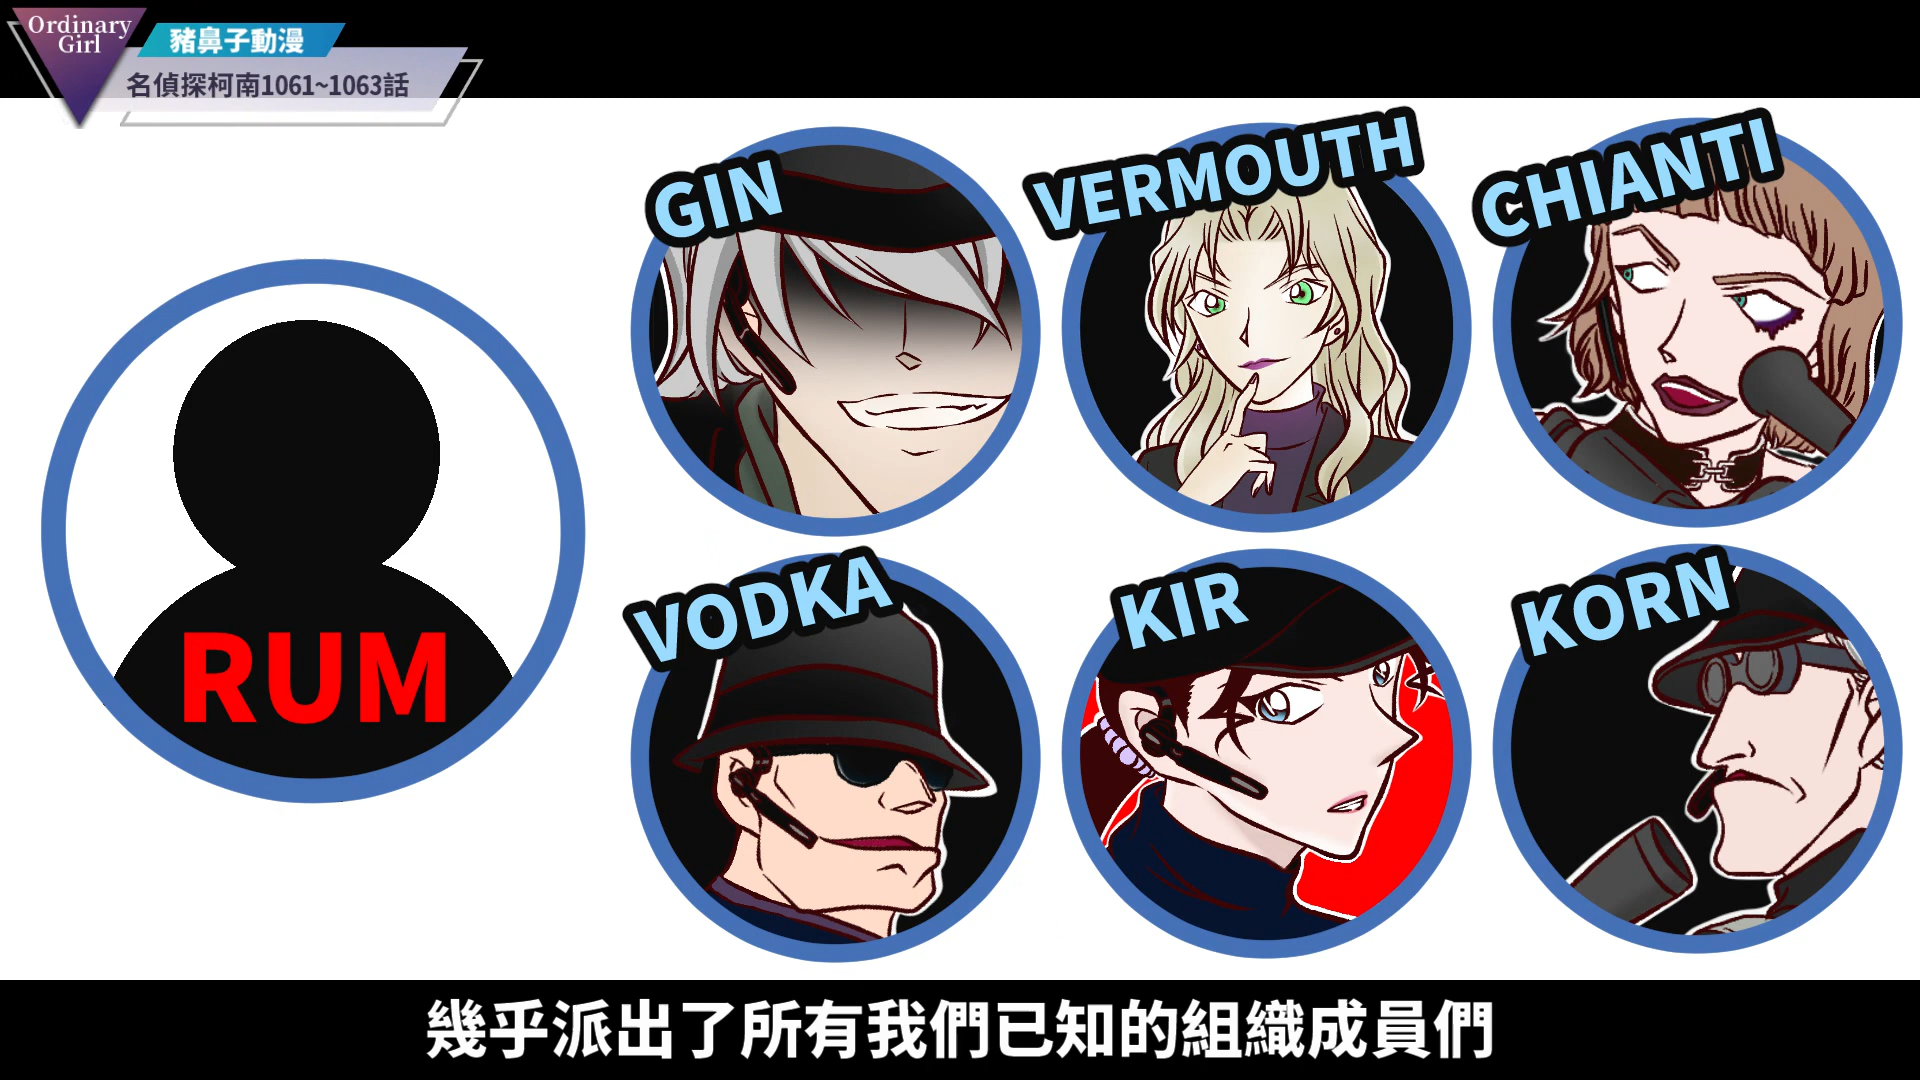 Ordinary
Girl
豬鼻子動漫
名偵探柯南1061~1063話
GIN
VERMOUTH
CHIANTI
RUM
VODKA
KIR
KORN
幾乎派出了所有我們已知的組織成員們